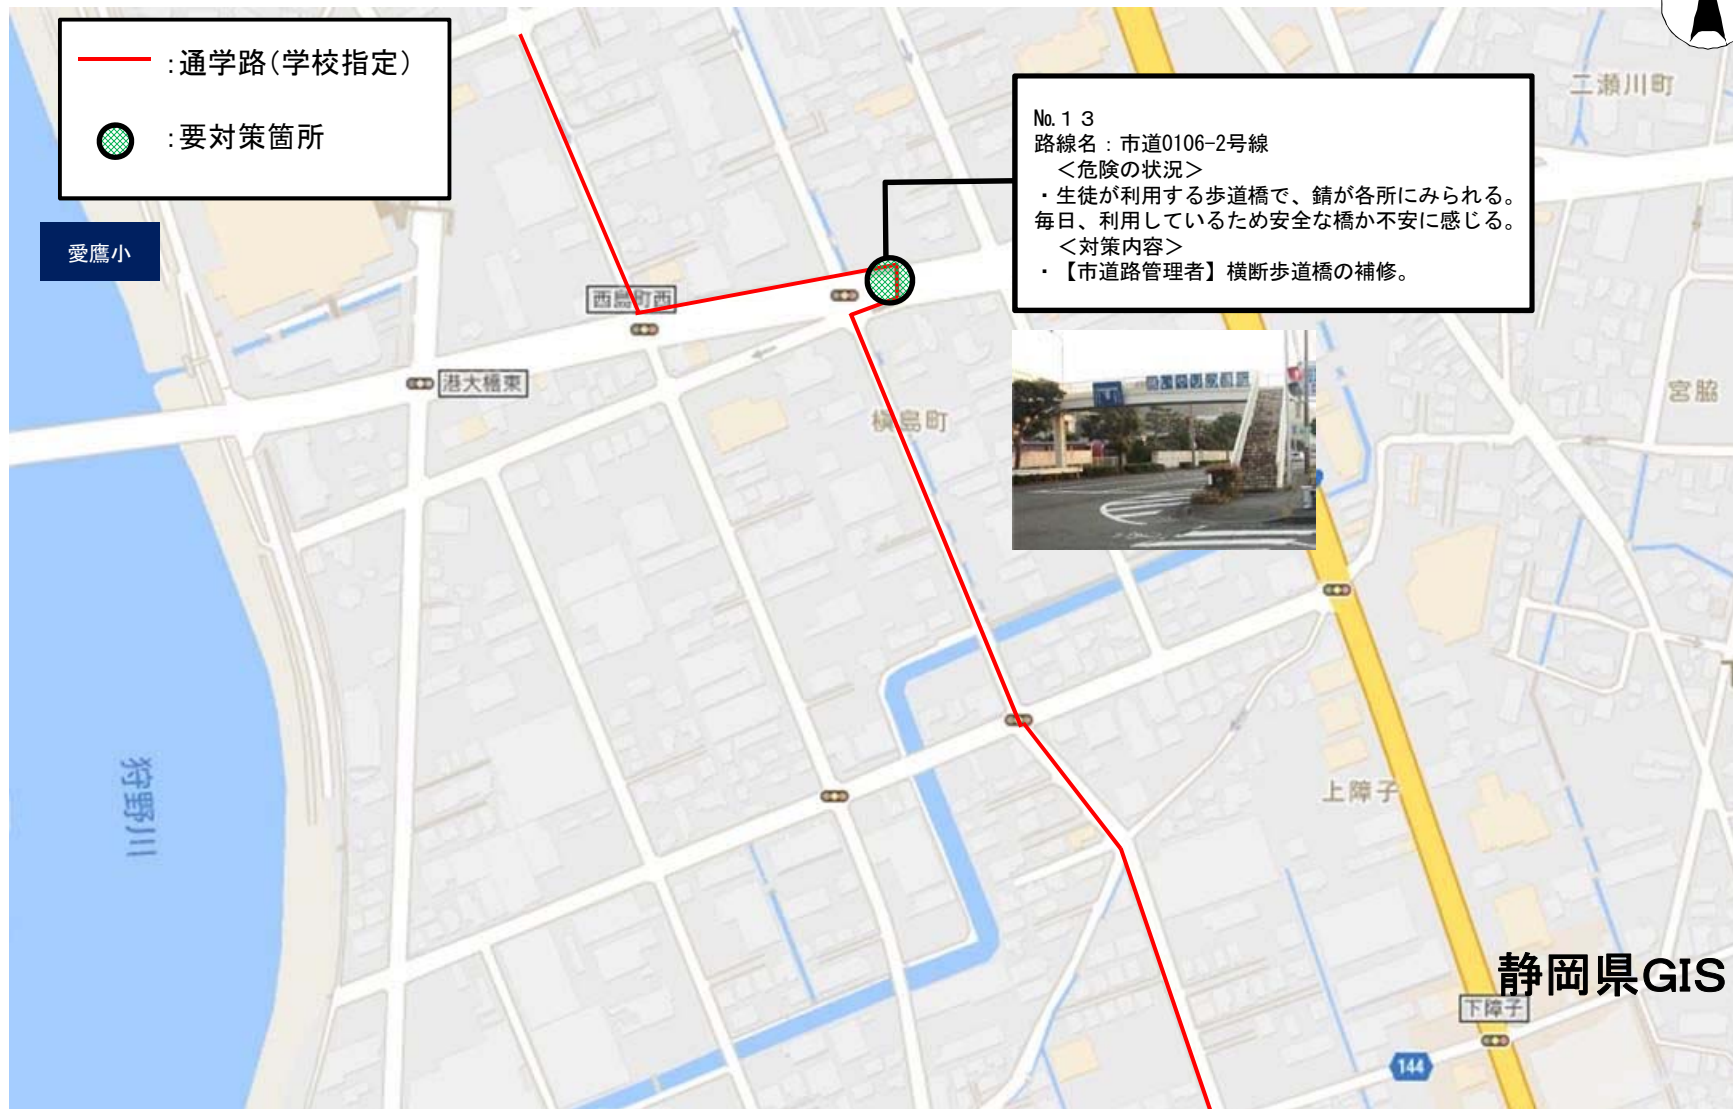 :通学路(学校指定)
:要対策箇所
愛鷹小
№.13
路線名：市道0106-2号線
＜危険の状況＞
・生徒が利用する歩道橋で、錆が各所にみられる。
毎日、利用しているため安全な橋か不安に感じる。
＜対策内容＞
・【市道路管理者】横断歩道橋の補修。
二瀬川町
西島町西
港大橋東
槇島町
宮脇
狩野川
上障子
静岡県GIS
下障子
144